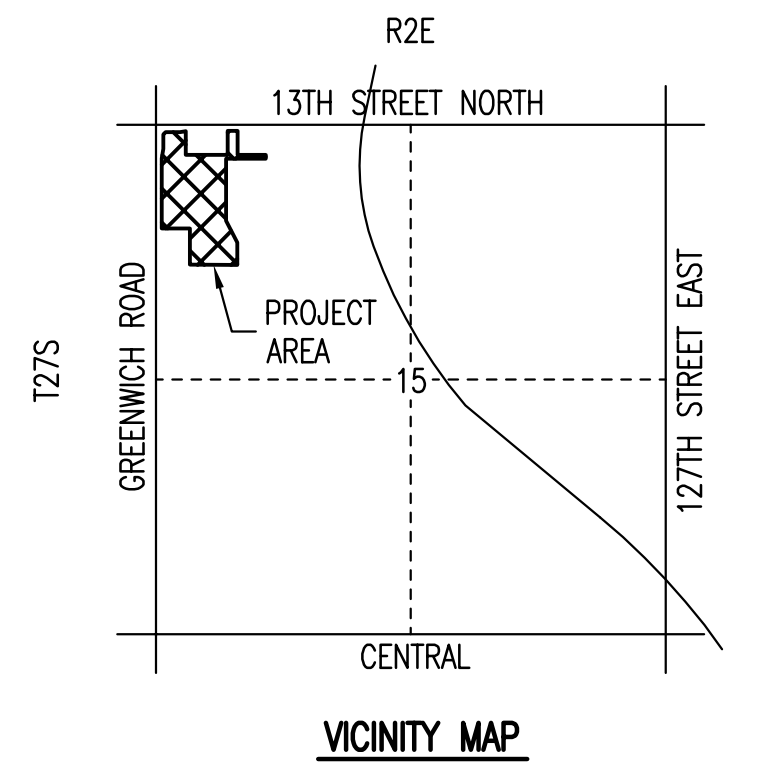 R2E
13TH STREET NORTH
GREENWICH ROAD
T27S
PROJECT
AREA
15
127TH STREET EAST
CENTRAL
VICINITY MAP